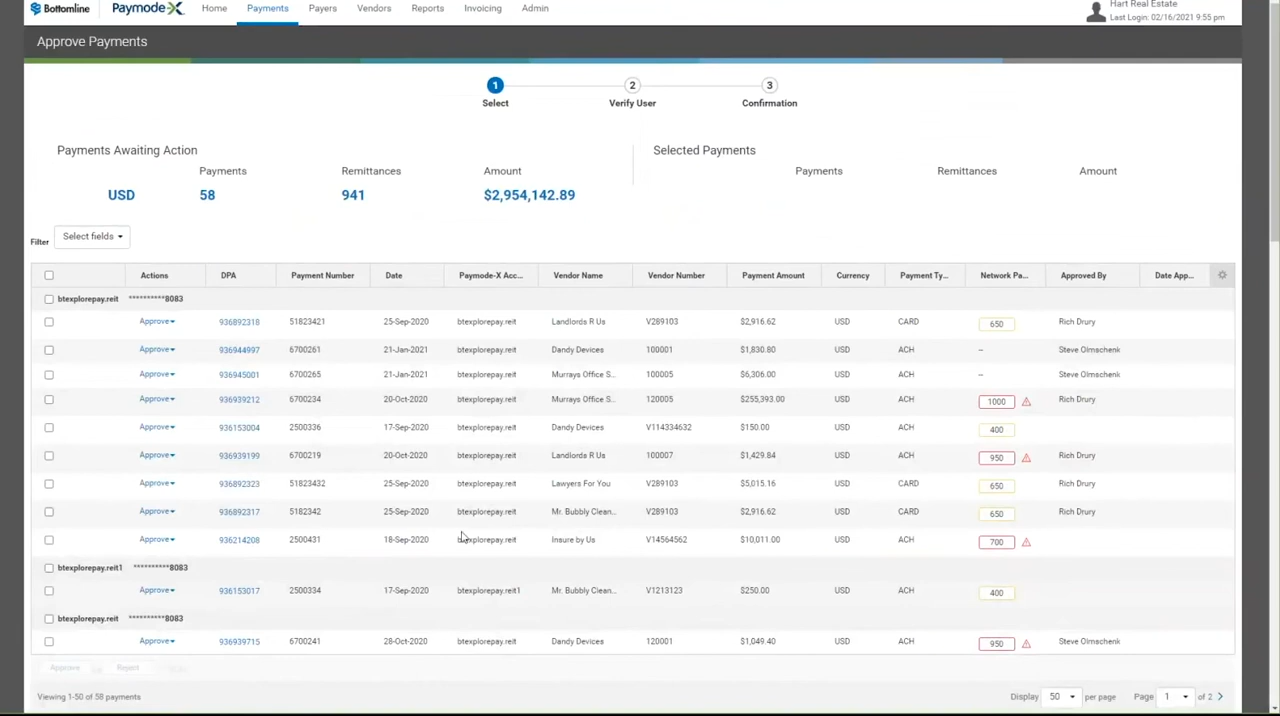 Bottomline Paymode-X Home Payments Payers Vendors Reports Invoicing Admin Hart Real Estate
Last Login: 02/16/2021 9:55 pm
Approve Payments
1 2 3
Select Verify User Confirmation
Payments Awaiting Action Selected Payments
Payments Remittances Amount Payments Remittances Amount
USD 58 941 $2,954,142.89
Filter Select fields
Actions DPA Payment Number Date Paymode-X Acc... Vendor Name Vendor Number Payment Amount Currency Payment Ty... Network Pa... Approved By Date App...
btexplorepay.reit **********8083
Approve 936892318 51823421 25-Sep-2020 btexplorepay.reit Landlords R Us V289103 $2,916.62 USD CARD 650 Rich Drury
Approve 936944997 6700261 21-Jan-2021 btexplorepay.reit Dandy Devices 100001 $1,830.80 USD ACH -- Steve Olmschenk
Approve 936945001 6700265 21-Jan-2021 btexplorepay.reit Murrays Office S... 100005 $6,306.00 USD ACH -- Steve Olmschenk
Approve 936939212 6700234 20-Oct-2020 btexplorepay.reit Murrays Office S... 120005 $255,393.00 USD ACH 1000 Rich Drury
Approve 936153004 2500336 17-Sep-2020 btexplorepay.reit Dandy Devices V114334632 $150.00 USD ACH 400
Approve 936939199 6700219 20-Oct-2020 btexplorepay.reit Landlords R Us 100007 $1,429.84 USD ACH 950 Rich Drury
Approve 936892323 51823432 25-Sep-2020 btexplorepay.reit Lawyers For You V289103 $5,015.16 USD CARD 650 Rich Drury
Approve 936892317 5182342 25-Sep-2020 btexplorepay.reit Mr. Bubbly Clean... V289103 $2,916.62 USD CARD 650 Rich Drury
Approve 936214208 2500431 18-Sep-2020 btexplorepay.reit Insure by Us V14564562 $10,011.00 USD ACH 700
btexplorepay.reit1 **********8083
Approve 936153017 2500334 17-Sep-2020 btexplorepay.reit1 Mr. Bubbly Clean... V1213123 $250.00 USD ACH 400
btexplorepay.reit **********8083
Approve 936939715 6700241 28-Oct-2020 btexplorepay.reit Dandy Devices 120001 $1,049.40 USD ACH 950 Steve Olmschenk
Approve Reject
Viewing 1-50 of 58 payments Display 50 per page Page 1 of 2